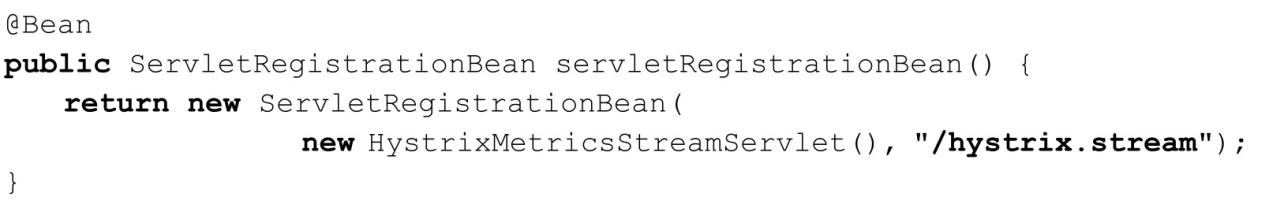 @Bean
public ServletRegistrationBean servletRegistrationBean() {
    return new ServletRegistrationBean(
                new HystrixMetricsStreamServlet(), "/hystrix.stream");
}